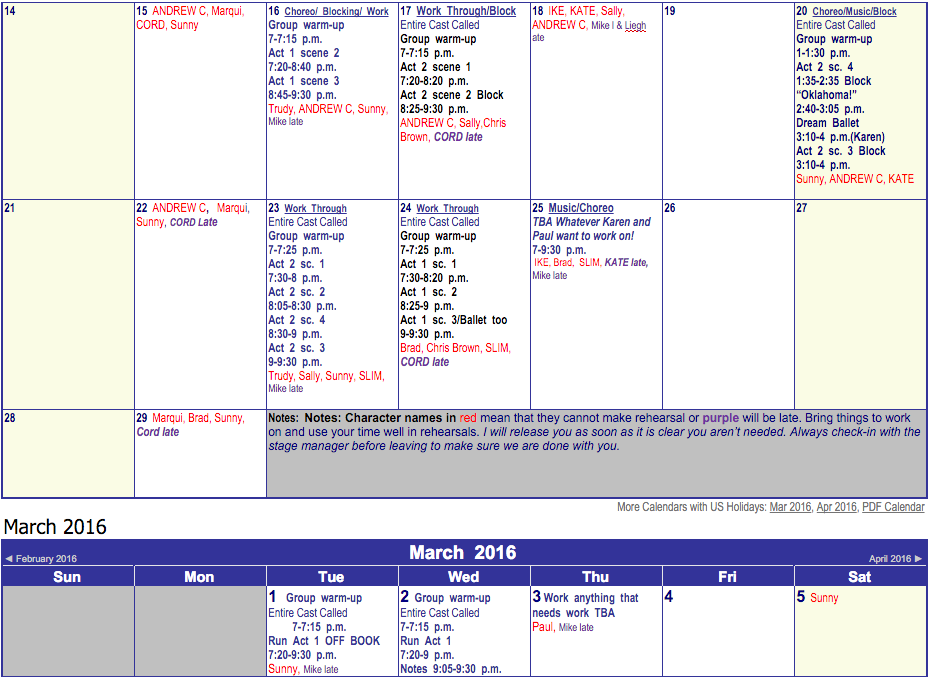 14
15 ANDREW C, Marqui,
CORD, Sunny
16 Choreo/ Blocking/ Work
Group warm-up
7-7:15 p.m.
Act 1 scene 2
7:20-8:40 p.m.
Act 1 scene 3
8:45-9:30 p.m.
Trudy, ANDREW C, Sunny,
Mike late
17 Work Through/Block
Entire Cast Called
Group warm-up
7-7:15 p.m.
Act 2 scene 1
7:20-8:20 p.m.
Act 2 scene 2 Block
8:25-9:30 p.m.
ANDREW C, Sally,Chris
Brown, CORD late
18 IKE, KATE, Sally,
ANDREW C, Mike l & Liegh
ate
19
20 Choreo/Music/Block
Entire Cast Called
Group warm-up
1-1:30 p.m.
Act 2 sc. 4
1:35-2:35 Block
“Oklahoma!”
2:40-3:05 p.m.
Dream Ballet
3:10-4 p.m.(Karen)
Act 2 sc. 3 Block
3:10-4 p.m.
Sunny, ANDREW C, KATE
21
22 ANDREW C, Marqui,
Sunny, CORD Late
23 Work Through
Entire Cast Called
Group warm-up
7-7:25 p.m.
Act 2 sc. 1
7:30-8 p.m.
Act 2 sc. 2
8:05-8:30 p.m.
Act 2 sc. 4
8:30-9 p.m.
Act 2 sc. 3
9-9:30 p.m.
Trudy, Sally, Sunny, SLIM,
Mike late
24 Work Through
Entire Cast Called
Group warm-up
7-7:25 p.m.
Act 1 sc. 1
7:30-8:20 p.m.
Act 1 sc. 2
8:25-9 p.m.
Act 1 sc. 3/Ballet too
9-9:30 p.m.
Brad, Chris Brown, SLIM,
CORD late
25 Music/Choreo
TBA Whatever Karen and
Paul want to work on!
7-9:30 p.m.
IKE, Brad, SLIM, KATE late,
Mike late
26
27
28
29 Marqui, Brad, Sunny,
Cord late
Notes: Notes: Character names in red mean that they cannot make rehearsal or purple will be late. Bring things to work
on and use your time well in rehearsals. I will release you as soon as it is clear you aren't needed. Always check-in with the
stage manager before leaving to make sure we are done with you.
More Calendars with US Holidays: Mar 2016, Apr 2016, PDF Calendar
March 2016
◄ February 2016
March 2016
April 2016 ►
Sun Mon Tue Wed Thu Fri Sat
1 Group warm-up
Entire Cast Called
7-7:15 p.m.
Run Act 1 OFF BOOK
7:20-9:30 p.m.
Sunny, Mike late
2 Group warm-up
Entire Cast Called
7-7:15 p.m.
Run Act 1
7:20-9 p.m.
Notes 9:05-9:30 p.m.
3 Work anything that
needs work TBA
Paul, Mike late
4
5 Sunny